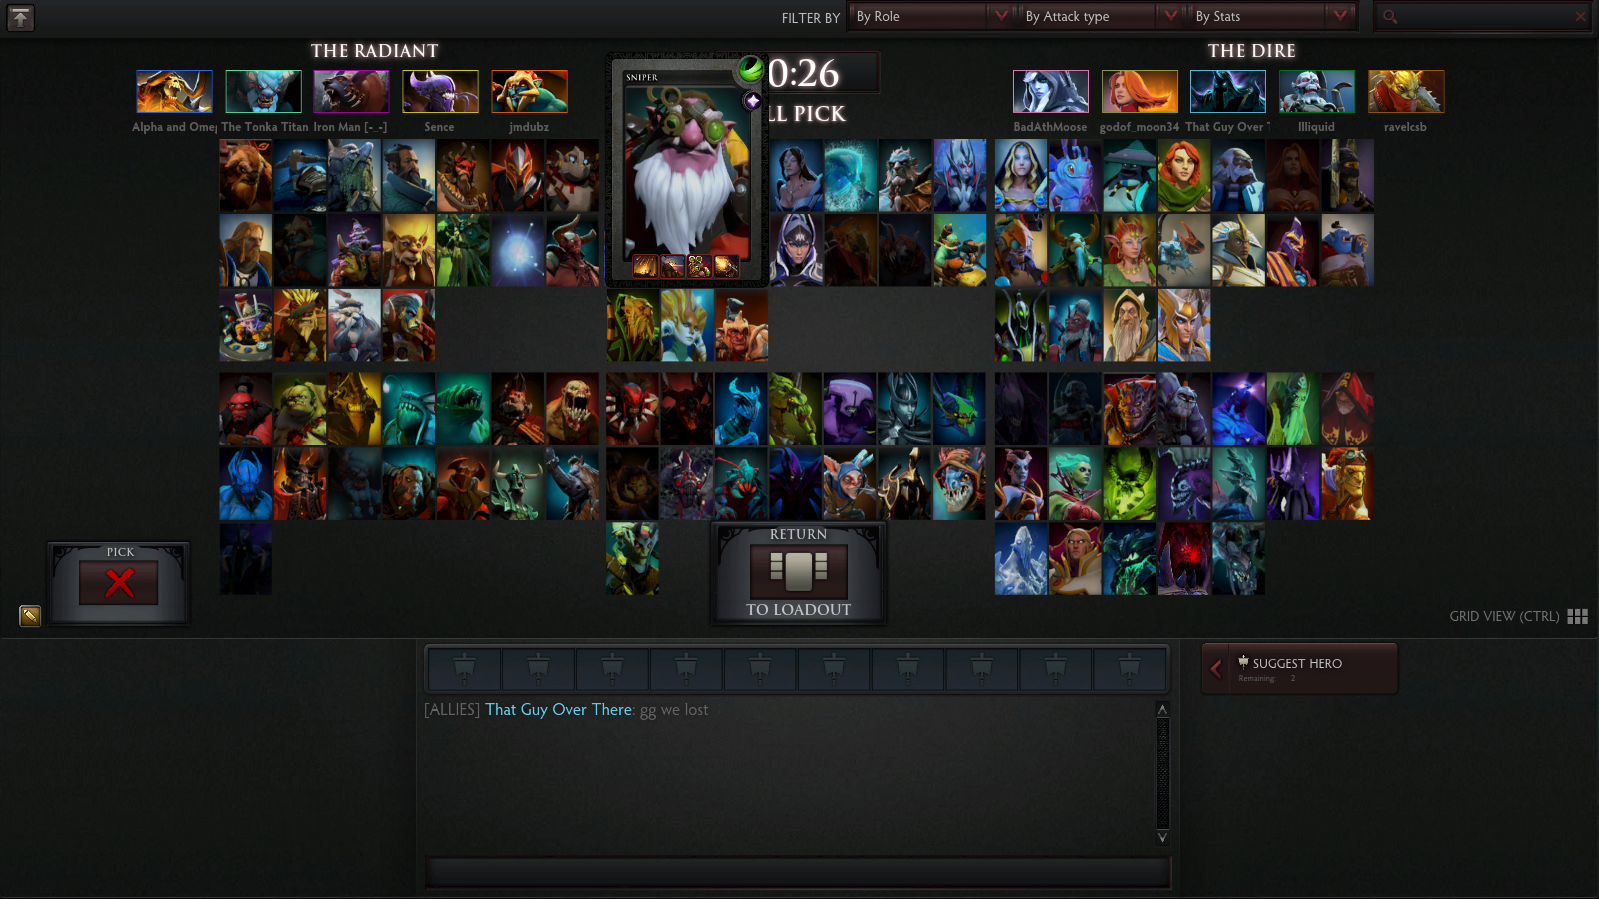 FILTER BY
By Role
By Attack type
By Stats
THE RADIANT
THE DIRE
SNIPER
0:26
LL PICK
Alpha and Ome
The Tonka Titan
Iron Man [-_-]
Sence
jmdubz
BadAthMoose
godof_moon34
That Guy Over T
Illiquid
ravelcsb
PICK
RETURN
TO LOADOUT
GRID VIEW (CTRL)
SUGGEST HERO
Remaining: 2
[ALLIES] That Guy Over There: gg we lost